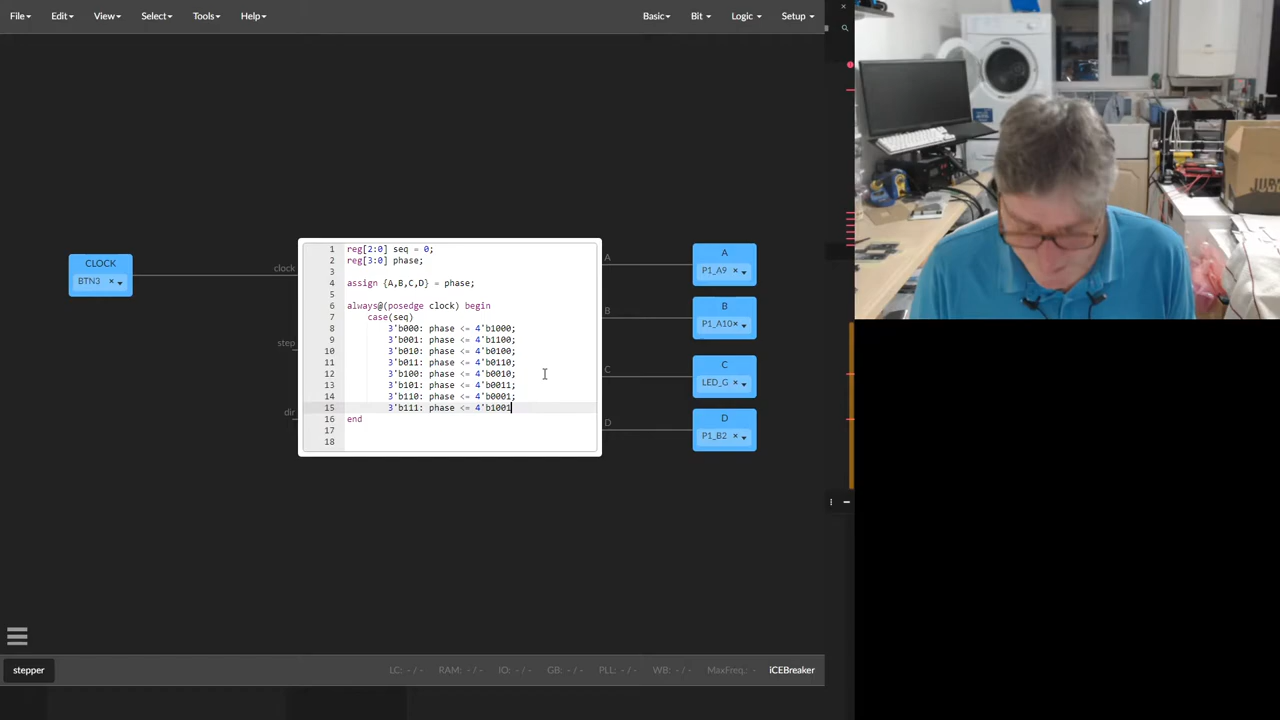 File Edit View Select Tools Help Basic Bit Logic Setup
CLOCK
BTN3
clock
step
dir
1 reg[2:0] seq = 0;
2 reg[3:0] phase;
3
4 assign {A,B,C,D} = phase;
5
6 always@(posedge clock) begin
7 case(seq)
8 3'b000: phase <= 4'b1000;
9 3'b001: phase <= 4'b1100;
10 3'b010: phase <= 4'b0100;
11 3'b011: phase <= 4'b0110;
12 3'b100: phase <= 4'b0010;
13 3'b101: phase <= 4'b0011;
14 3'b110: phase <= 4'b0001;
15 3'b111: phase <= 4'b1001
16 end
17
18
A
B
C
D
A
P1_A9
B
P1_A10
C
LED_G
D
P1_B2
stepper LC: - / - RAM: - / - IO: - / - GB: - / - PLL: - / - WB: - / - MaxFreq.: - iCEBreaker